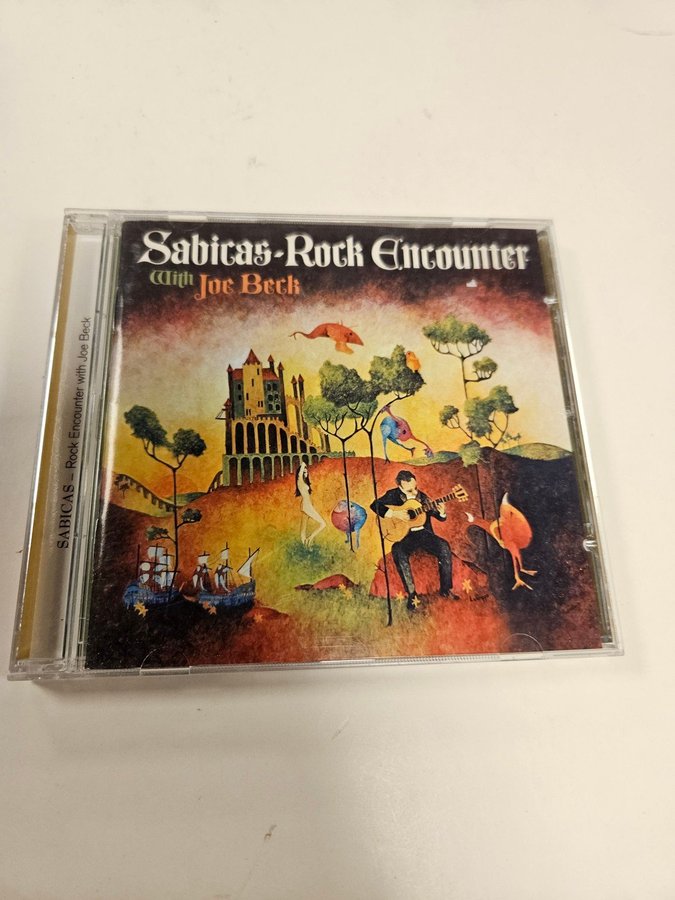 Sabicas-Rock Encounter
With Joe Beck
SABICAS – Rock Encounter with Joe Beck